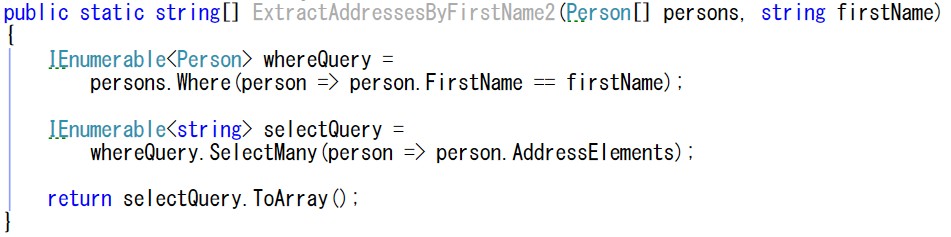 public static string[] ExtractAddressesByFirstName2(Person[] persons, string firstName)
{
    IEnumerable<Person> whereQuery =
        persons.Where(person => person.FirstName == firstName);

    IEnumerable<string> selectQuery =
        whereQuery.SelectMany(person => person.AddressElements);

    return selectQuery.ToArray();
}